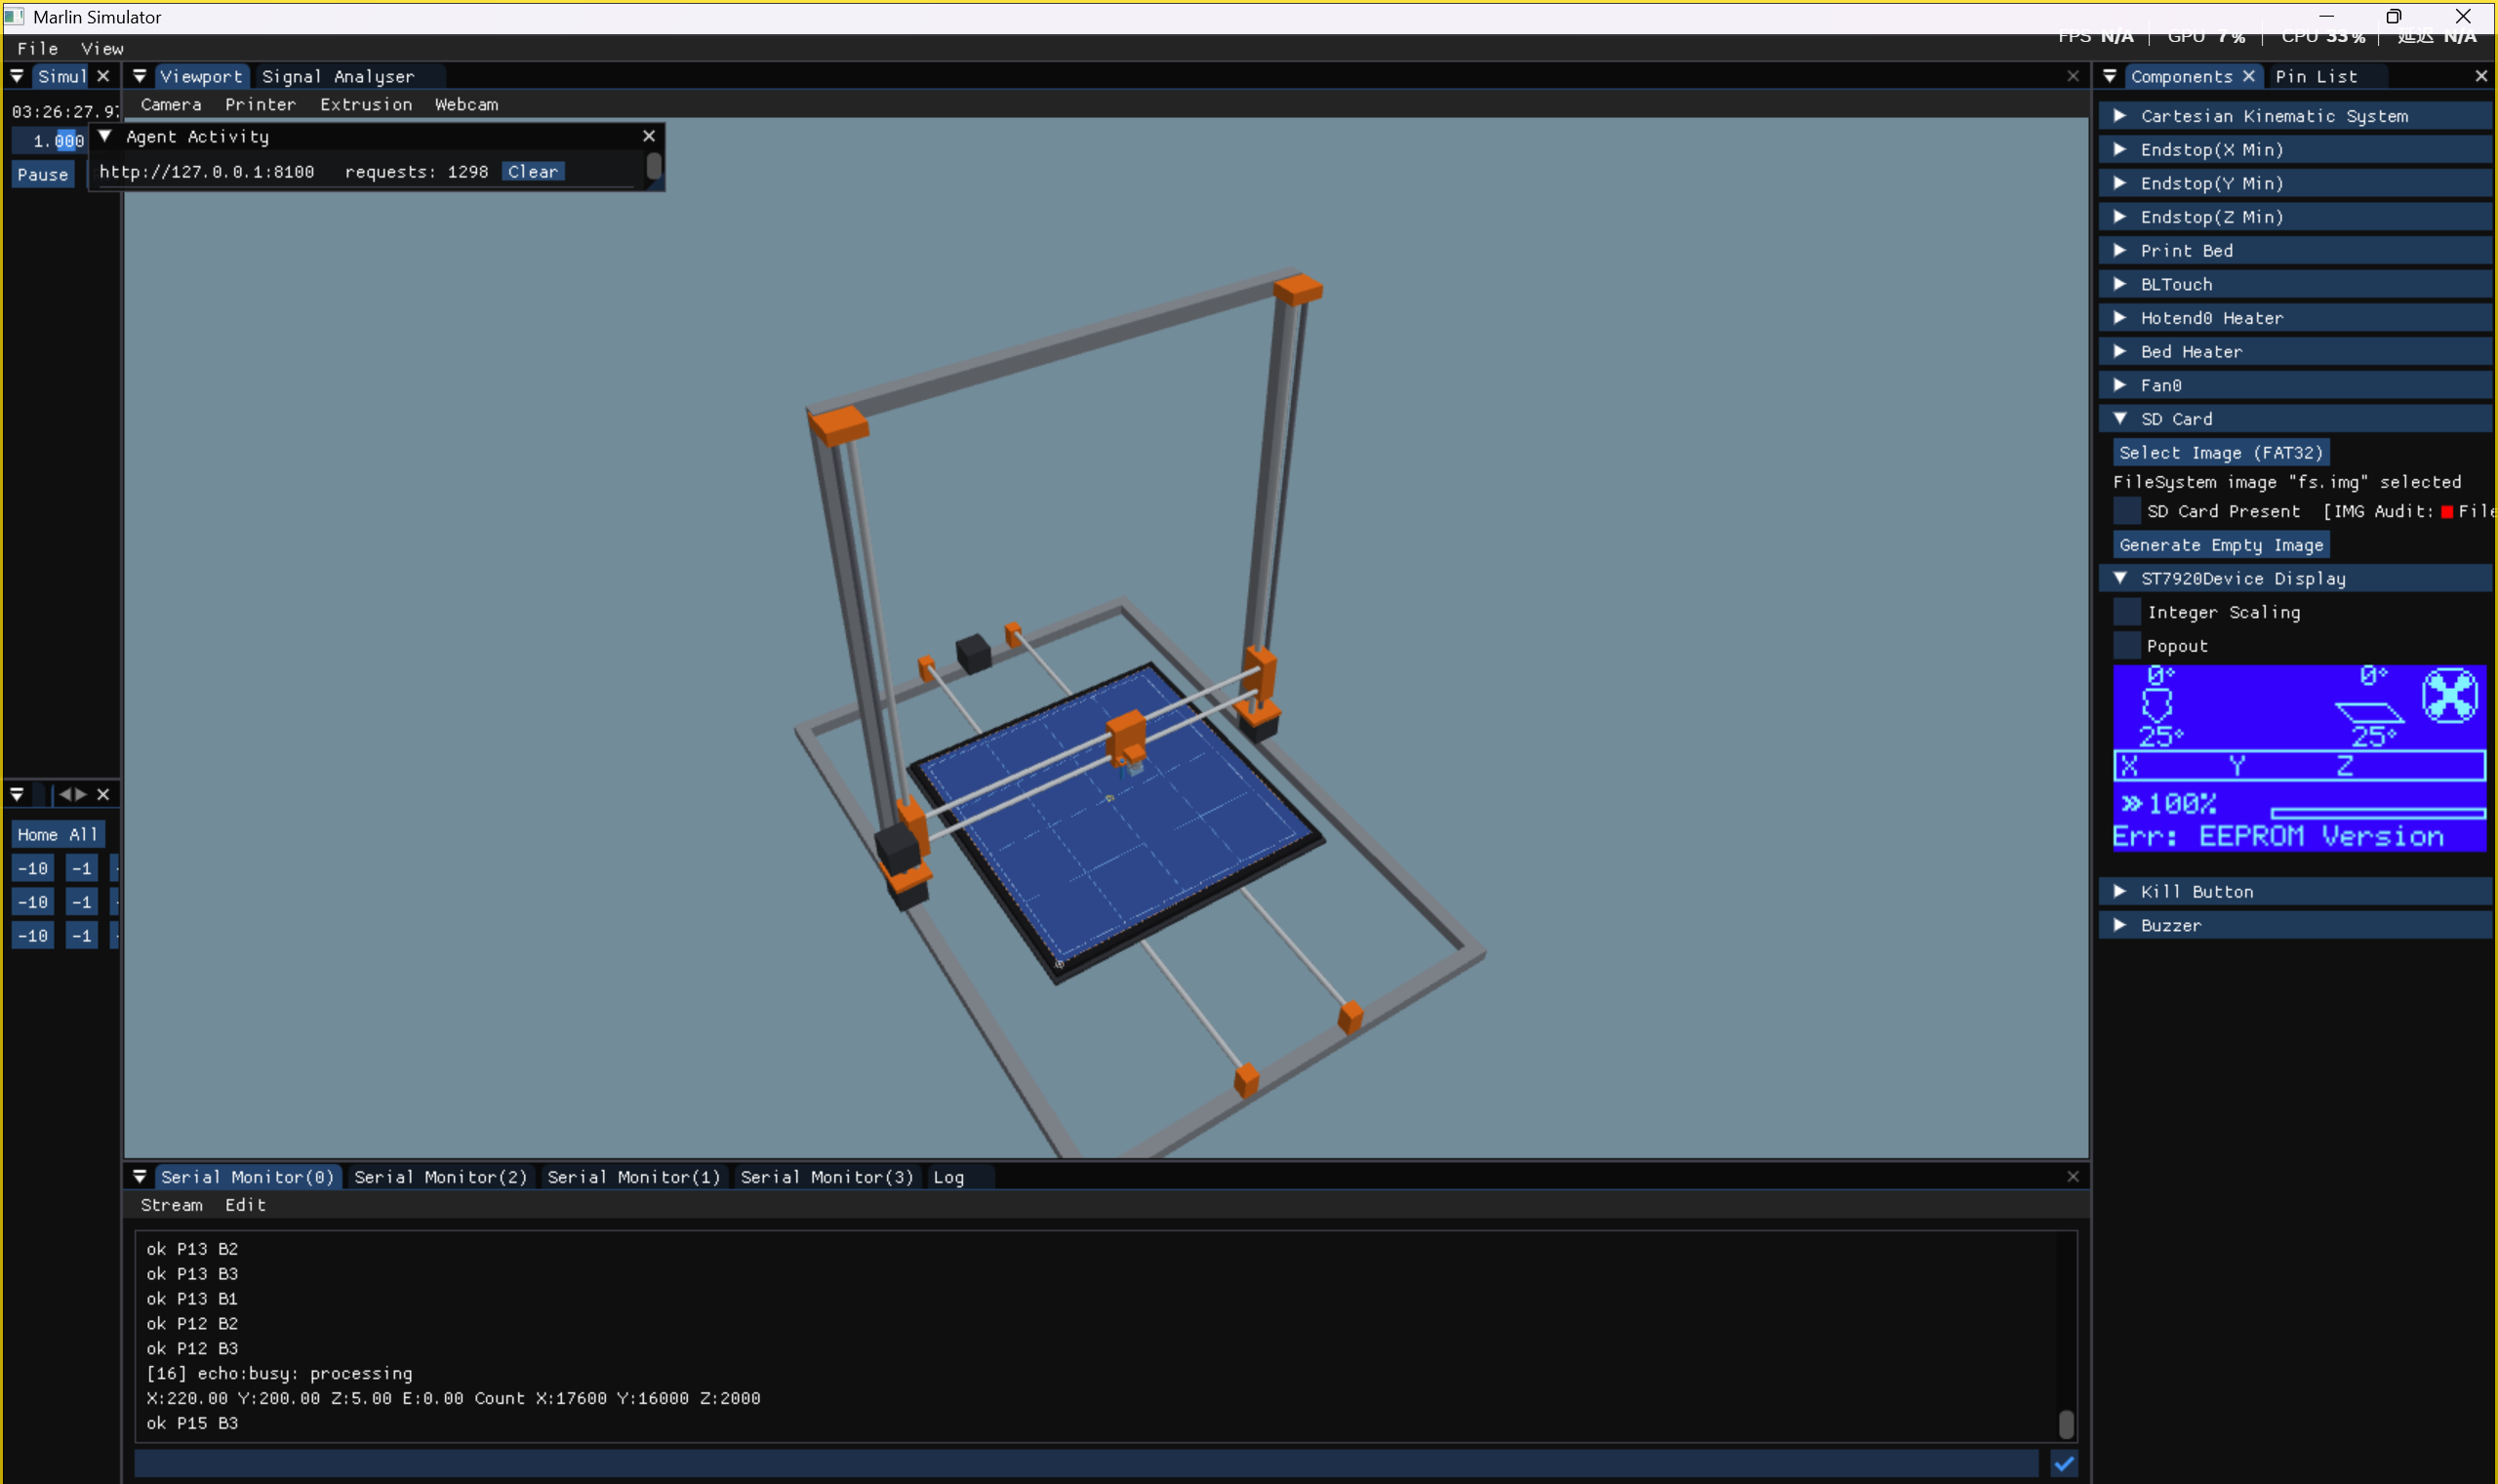 Marlin Simulator
FPS N/A GPU 7% CPU 33% 延迟 N/A
File View
Simul
Viewport Signal Analyser
Components Pin List
03:26:27.9
Camera Printer Extrusion Webcam
1.000
Pause
Agent Activity
http://127.0.0.1:8100 requests: 1298 Clear
Cartesian Kinematic System
Endstop(X Min)
Endstop(Y Min)
Endstop(Z Min)
Print Bed
BLTouch
Hotend0 Heater
Bed Heater
Fan0
SD Card
Select Image (FAT32)
FileSystem image "fs.img" selected
SD Card Present [IMG Audit: File
Generate Empty Image
ST7920Device Display
Integer Scaling
Popout
0° 0°
25° 25°
X Y Z
100%
Err: EEPROM Version
Kill Button
Buzzer
Home All
-10 -1
-10 -1
-10 -1
Serial Monitor(0) Serial Monitor(2) Serial Monitor(1) Serial Monitor(3) Log
Stream Edit
ok P13 B2
ok P13 B3
ok P13 B1
ok P12 B2
ok P12 B3
[16] echo:busy: processing
X:220.00 Y:200.00 Z:5.00 E:0.00 Count X:17600 Y:16000 Z:2000
ok P15 B3